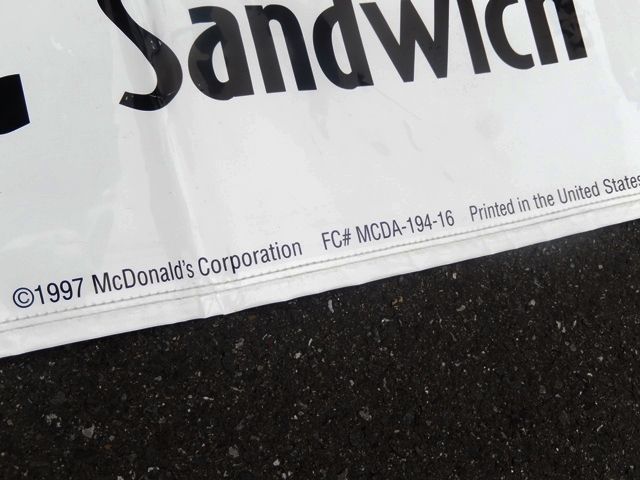 Sandwich
©1997 McDonald's Corporation FC# MCDA-194-16 Printed in the United States